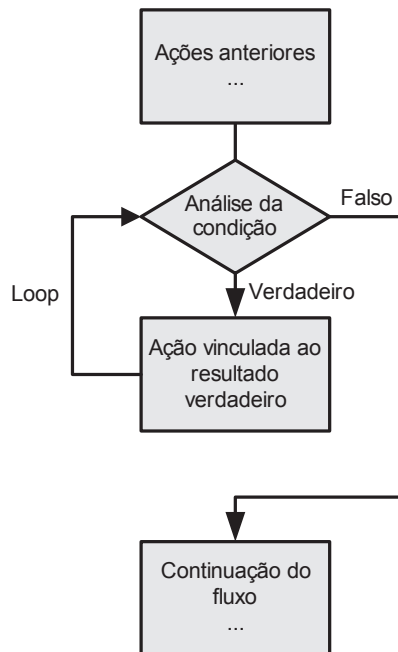 Ações anteriores
...
Análise da
condição
Falso
Verdadeiro
Loop
Ação vinculada ao
resultado
verdadeiro
Continuação do
fluxo
...